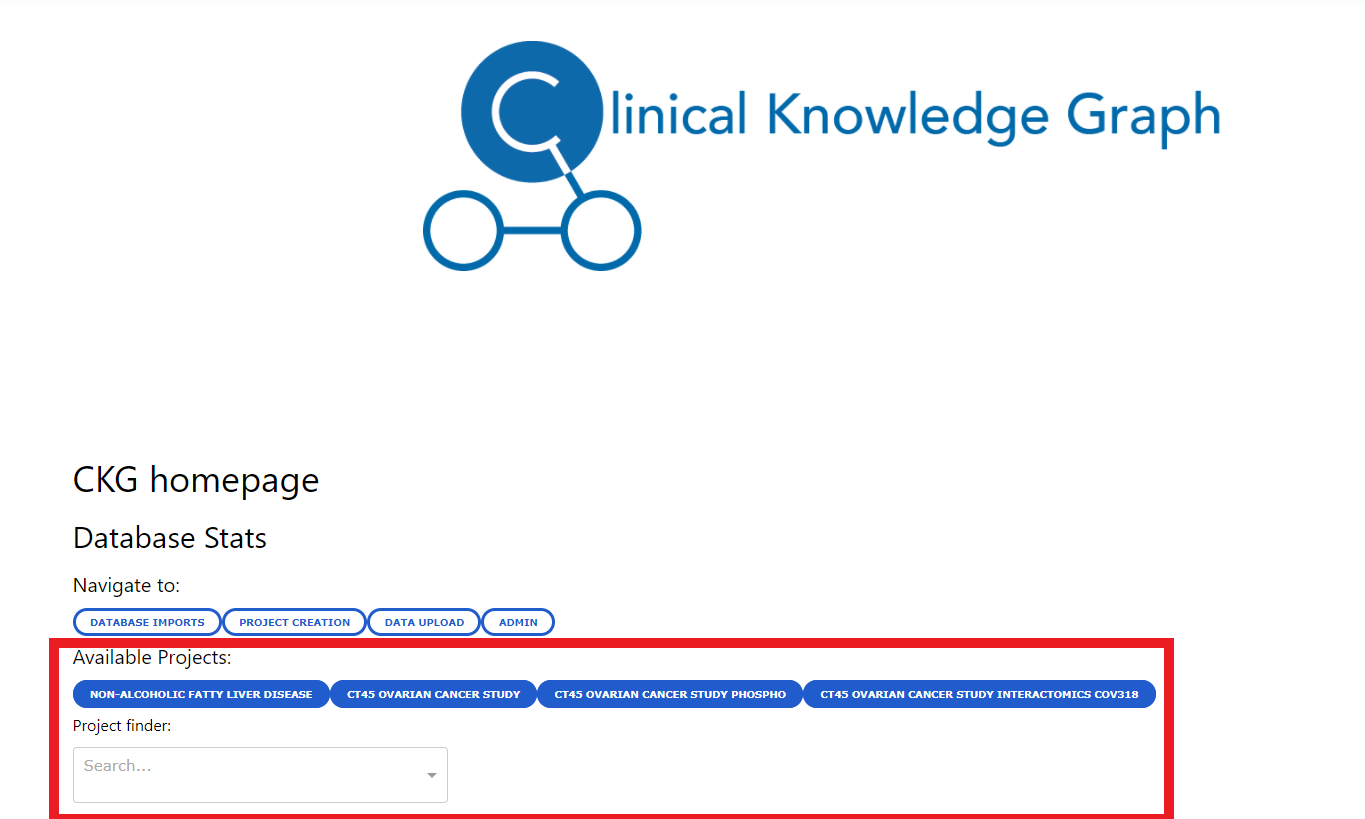 Clinical Knowledge Graph
CKG homepage
Database Stats
Navigate to:
DATABASE IMPORTS PROJECT CREATION DATA UPLOAD ADMIN
Available Projects:
NON-ALCOHOLIC FATTY LIVER DISEASE CT45 OVARIAN CANCER STUDY CT45 OVARIAN CANCER STUDY PHOSPHO CT45 OVARIAN CANCER STUDY INTERACTOMICS COV318
Project finder:
Search...